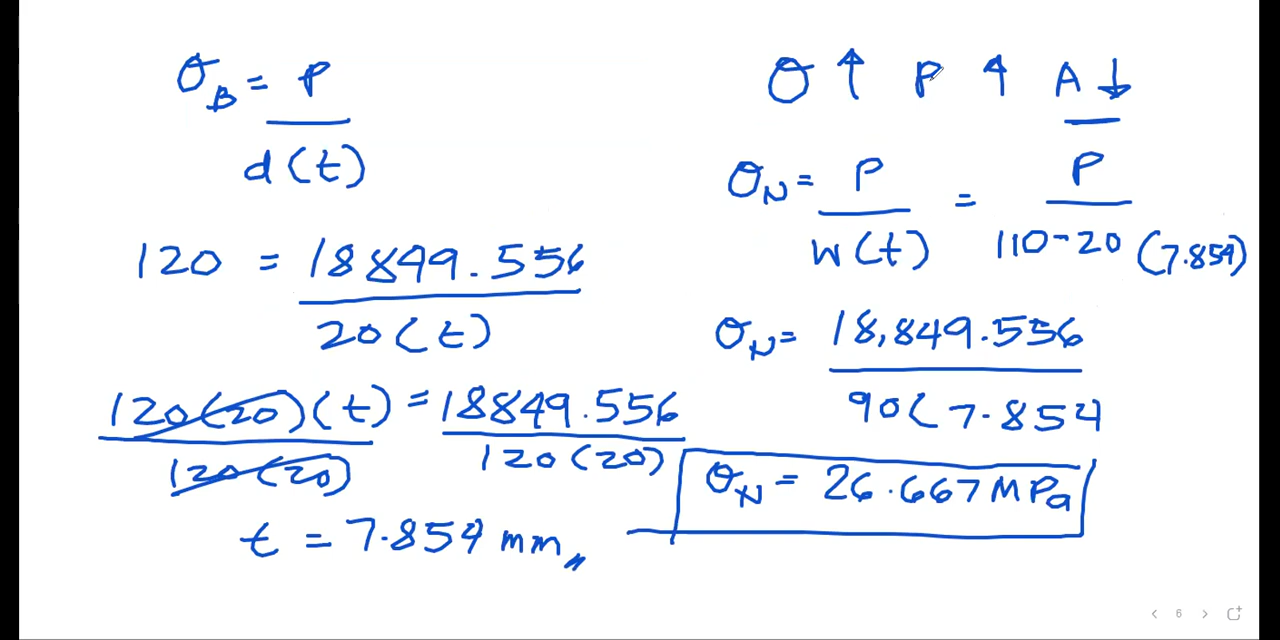 σB = P
d(t)
120 = 18849.556
20(t)
120(20)(t) = 18849.556
120(20) 120(20)
t = 7.854 mm
σ ↑ P ↑ A ↓
σN = P = P
W(t) 110-20 (7.854)
σN = 18,849.556
90(7.854
σN = 26.667 MPa
6